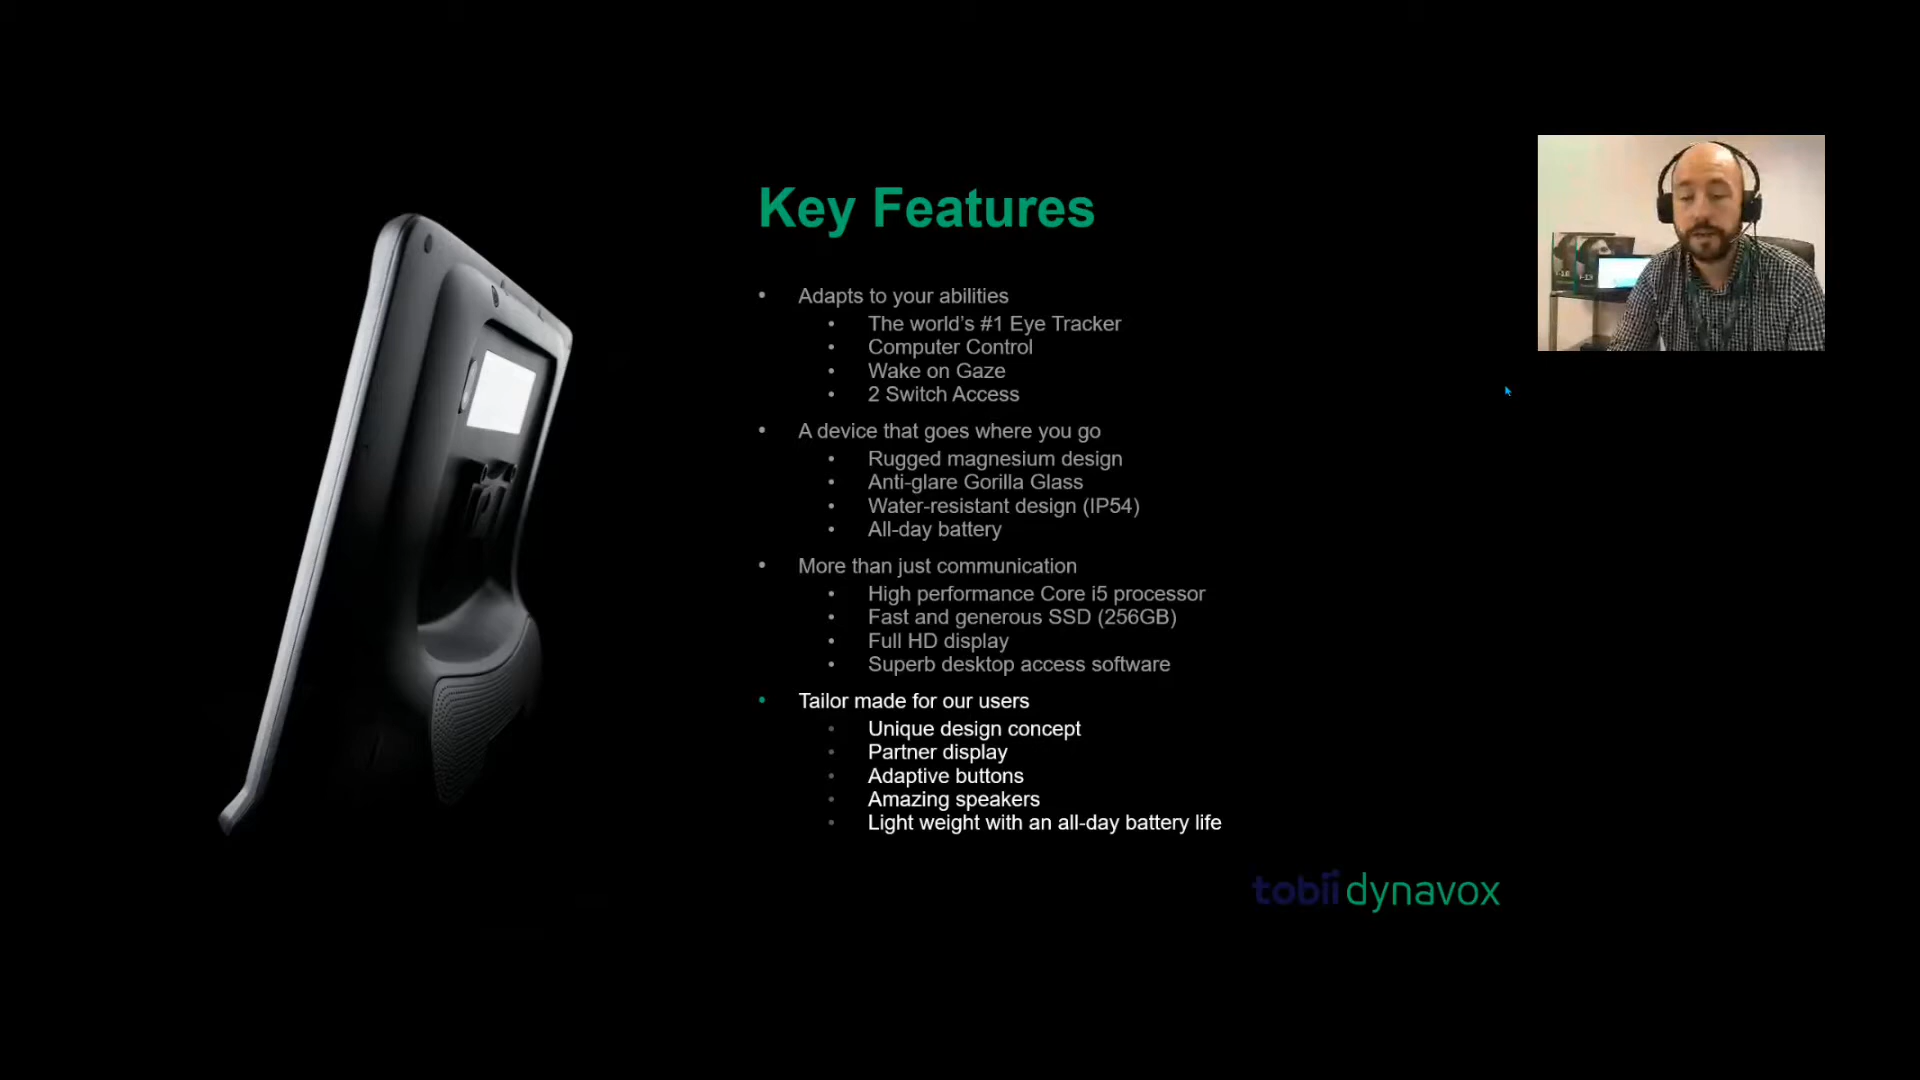 Key Features
• Adapts to your abilities
• The world's #1 Eye Tracker
• Computer Control
• Wake on Gaze
• 2 Switch Access
• A device that goes where you go
• Rugged magnesium design
• Anti-glare Gorilla Glass
• Water-resistant design (IP54)
• All-day battery
• More than just communication
• High performance Core i5 processor
• Fast and generous SSD (256GB)
• Full HD display
• Superb desktop access software
• Tailor made for our users
• Unique design concept
• Partner display
• Adaptive buttons
• Amazing speakers
• Light weight with an all-day battery life
tobii dynavox